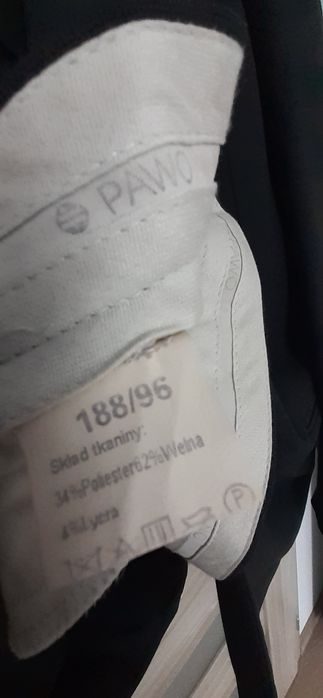 PAWO
188/96
Skład tkaniny:
34%Poliester62%Wełna
4%Lycra
P